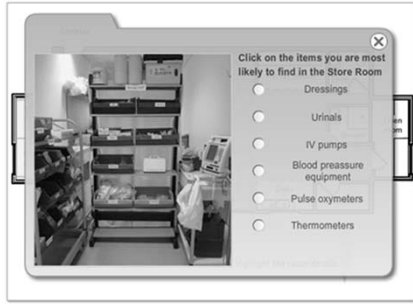 Click on the items you are most
likely to find in the Store Room
Dressings
Urinals
IV pumps
Blood preassure
equipment
Pulse oxymeters
Thermometers